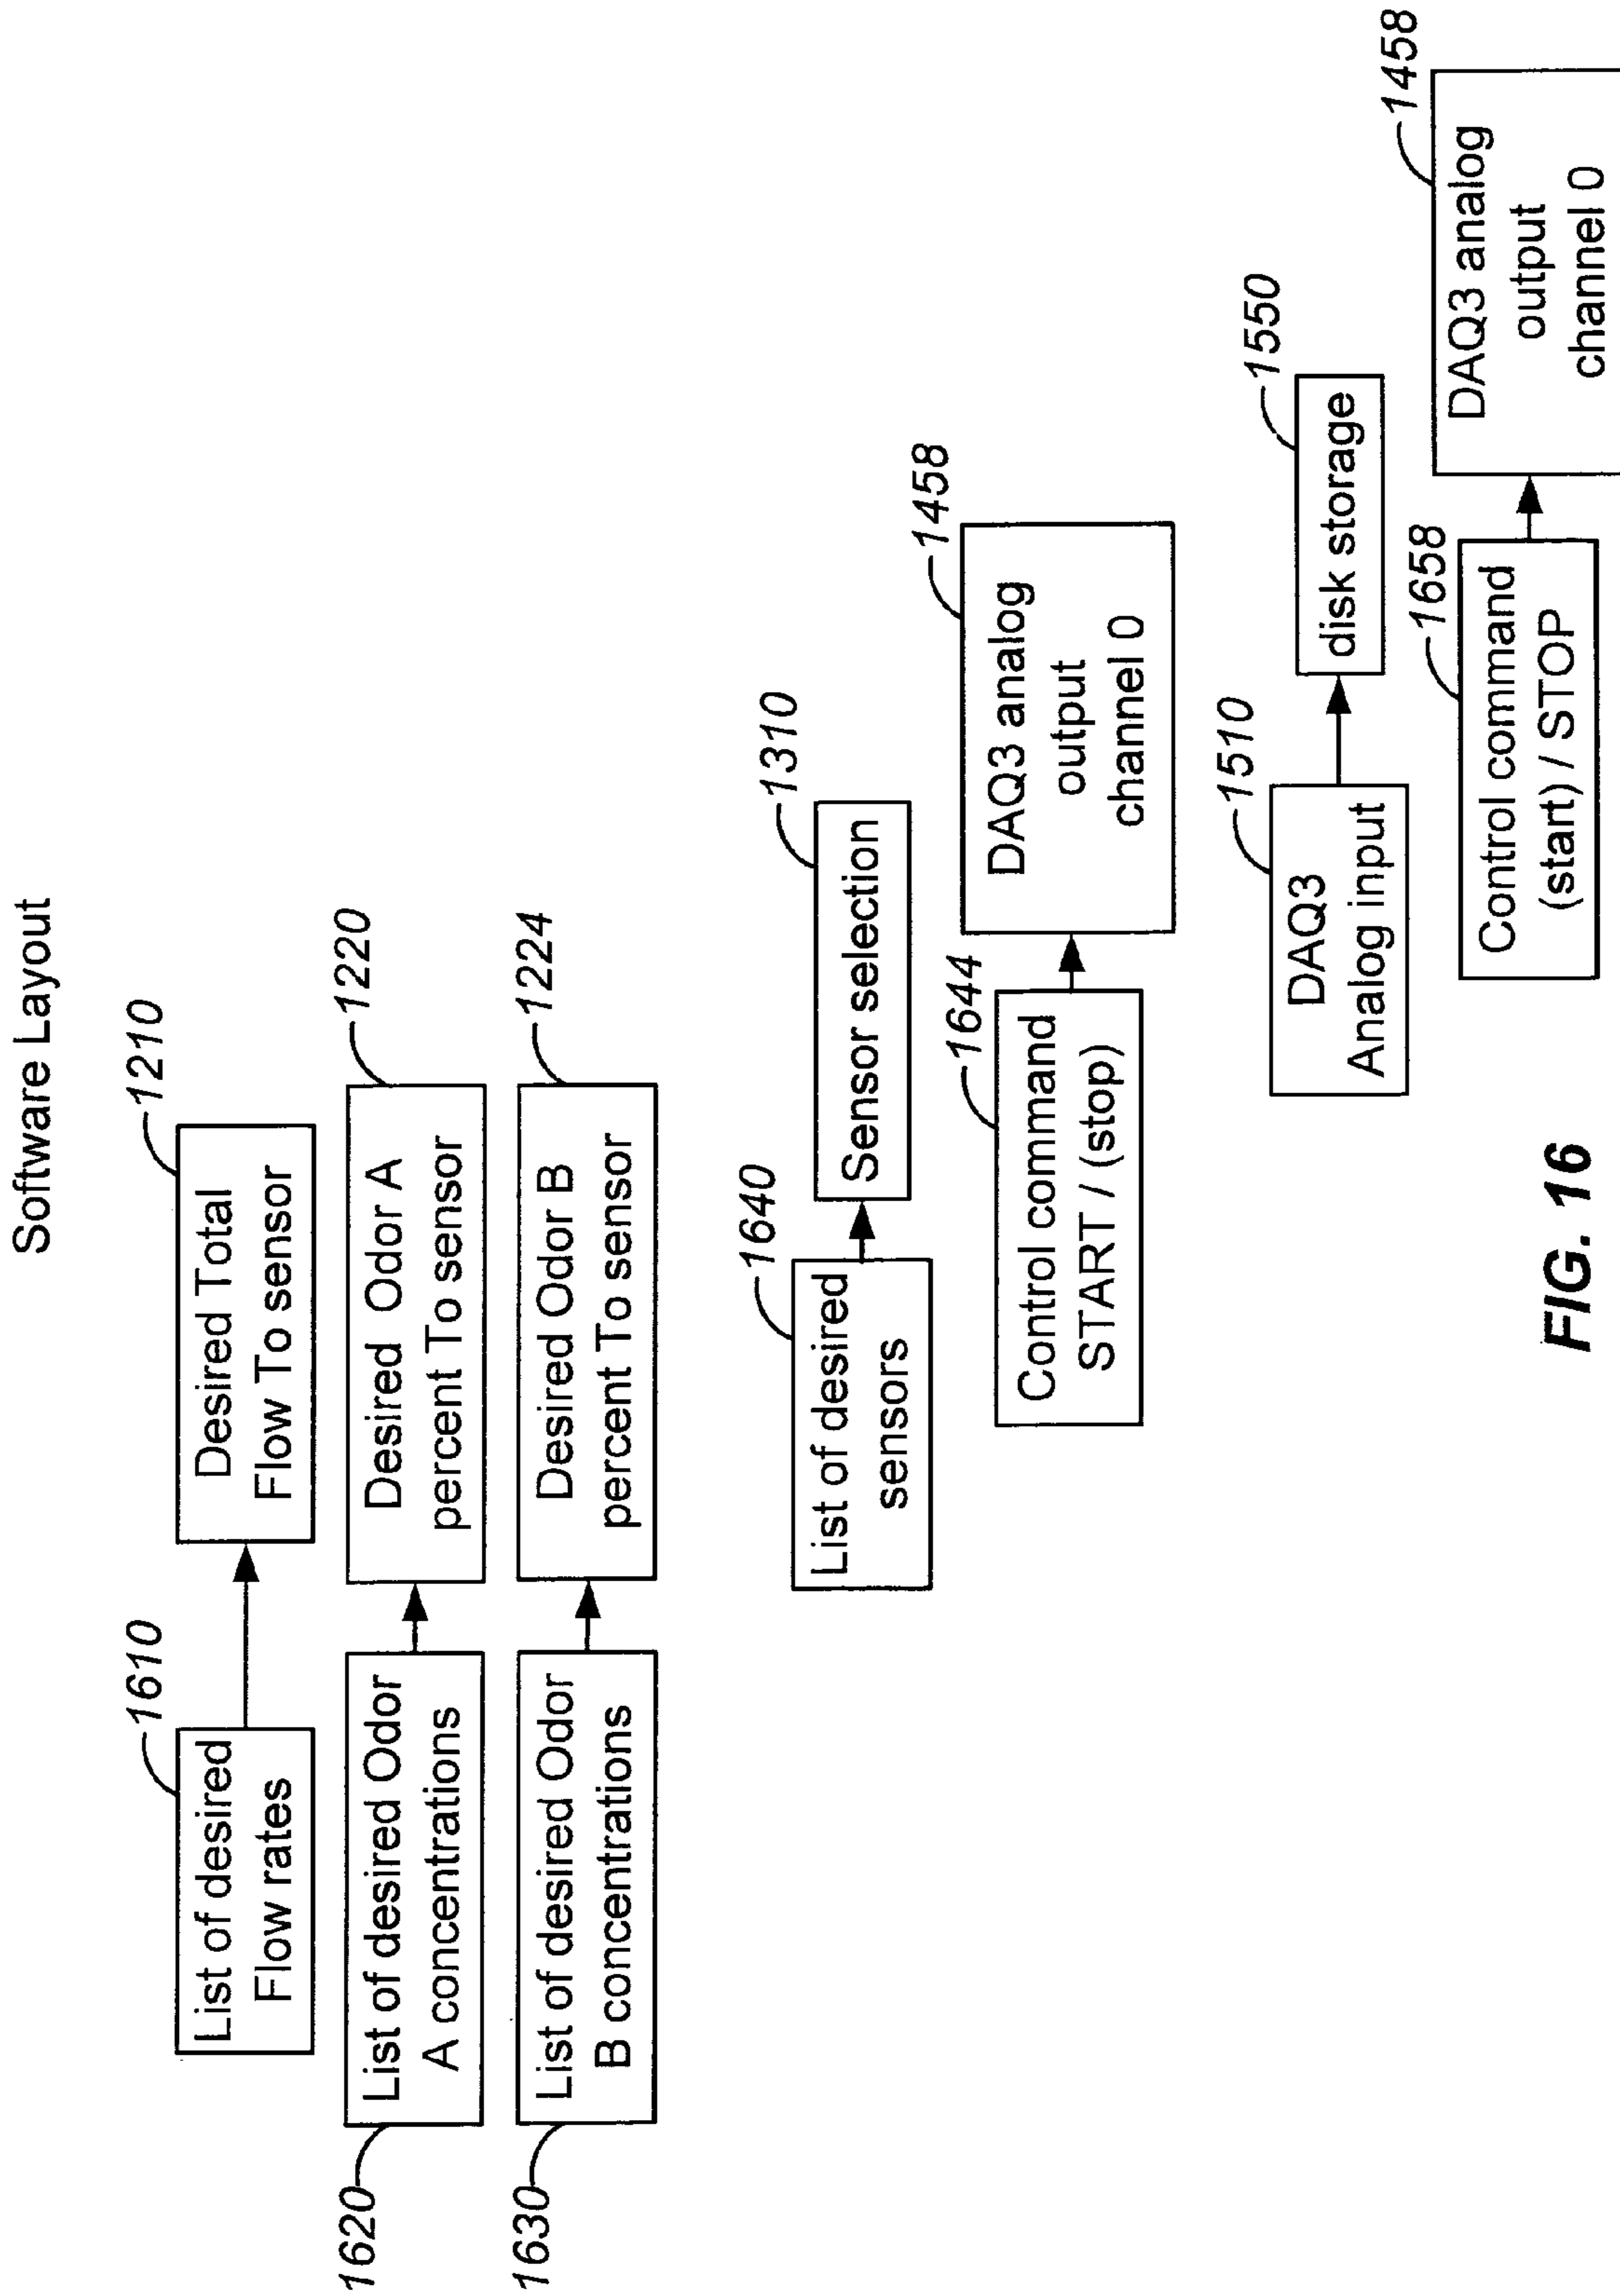 Software Layout
1610
List of desired
Flow rates
1210
Desired Total
Flow To sensor
1620
List of desired Odor
A concentrations
1220
Desired Odor A
percent To sensor
1630
List of desired Odor
B concentrations
1224
Desired Odor B
percent To sensor
1640
List of desired
sensors
1310
Sensor selection
1644
Control command
START / (stop)
1458
DAQ3 analog
output
channel 0
1510
DAQ3
Analog input
1550
disk storage
1658
Control command
(start) / STOP
1458
DAQ3 analog
output
channel 0
FIG. 16